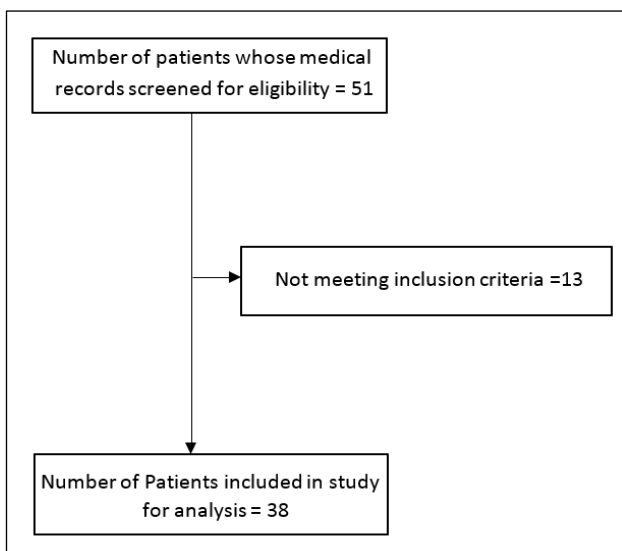 Number of patients whose medical
records screened for eligibility = 51
Not meeting inclusion criteria =13
Number of Patients included in study
for analysis = 38